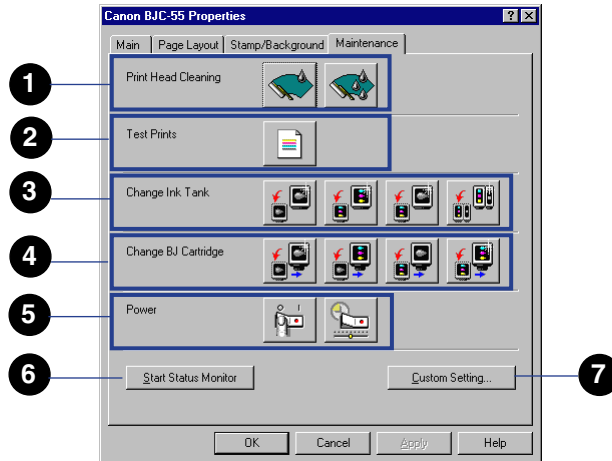 Canon BJC-55 Properties
Main Page Layout Stamp/Background Maintenance
1 Print Head Cleaning
2 Test Prints
3 Change Ink Tank
4 Change BJ Cartridge
5 Power
6 Start Status Monitor Custom Setting... 7
OK Cancel Apply Help